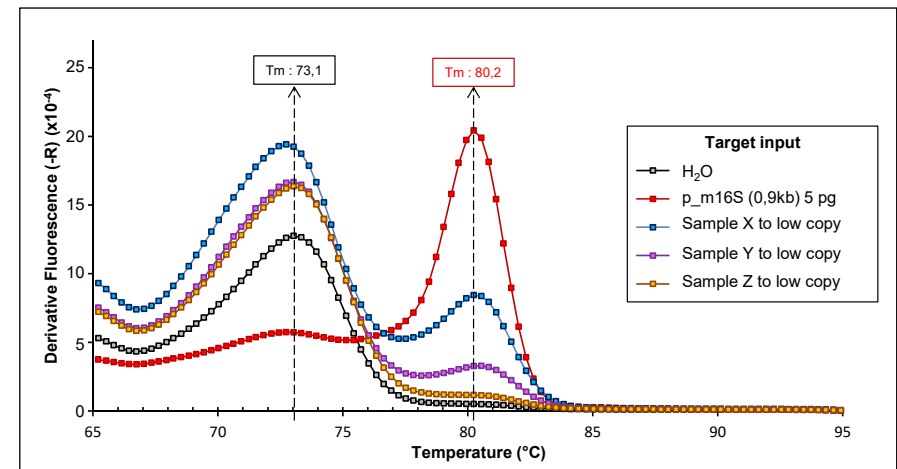 25
20
15
10
5
0
Derivative Fluorescence (-R) (x10⁻⁴)
Tm : 73,1
Tm : 80,2
Target input
H₂O
p_m16S (0,9kb) 5 pg
Sample X to low copy
Sample Y to low copy
Sample Z to low copy
65 70 75 80 85 90 95
Temperature (°C)